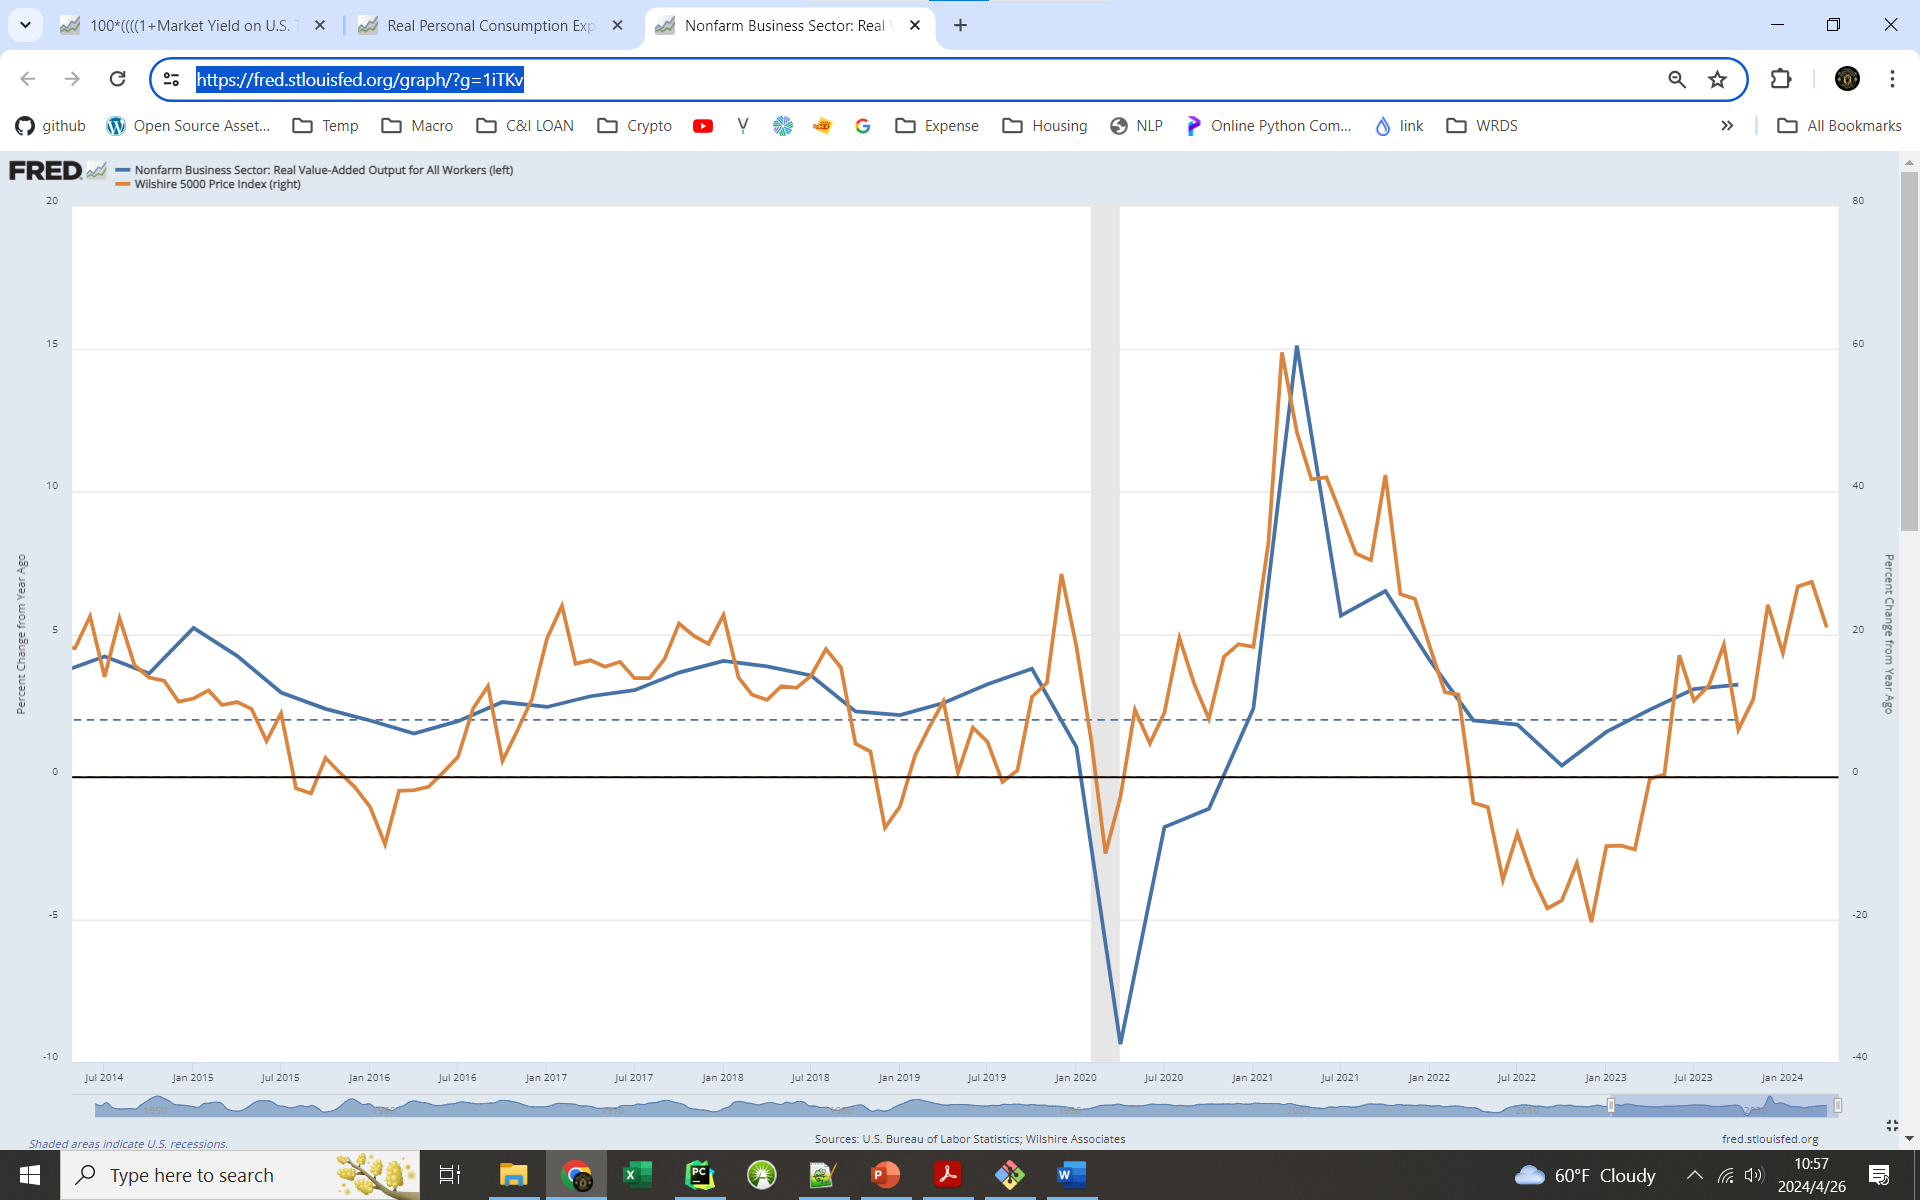 100*((((1+Market Yield on U.S. T
Real Personal Consumption Exp
Nonfarm Business Sector: Real V
https://fred.stlouisfed.org/graph/?g=1iTKv
github
Open Source Asset...
Temp
Macro
C&I LOAN
Crypto
Expense
Housing
NLP
Online Python Com...
link
WRDS
All Bookmarks
FRED
Nonfarm Business Sector: Real Value-Added Output for All Workers (left)
Wilshire 5000 Price Index (right)
20
15
10
5
0
-5
-10
Percent Change from Year Ago
80
60
40
20
0
-20
-40
Percent Change from Year Ago
Jul 2014 Jan 2015 Jul 2015 Jan 2016 Jul 2016 Jan 2017 Jul 2017 Jan 2018 Jul 2018 Jan 2019 Jul 2019 Jan 2020 Jul 2020 Jan 2021 Jul 2021 Jan 2022 Jul 2022 Jan 2023 Jul 2023 Jan 2024
1950
2000
Shaded areas indicate U.S. recessions.
Sources: U.S. Bureau of Labor Statistics; Wilshire Associates
fred.stlouisfed.org
Type here to search
60°F Cloudy
10:57
2024/4/26